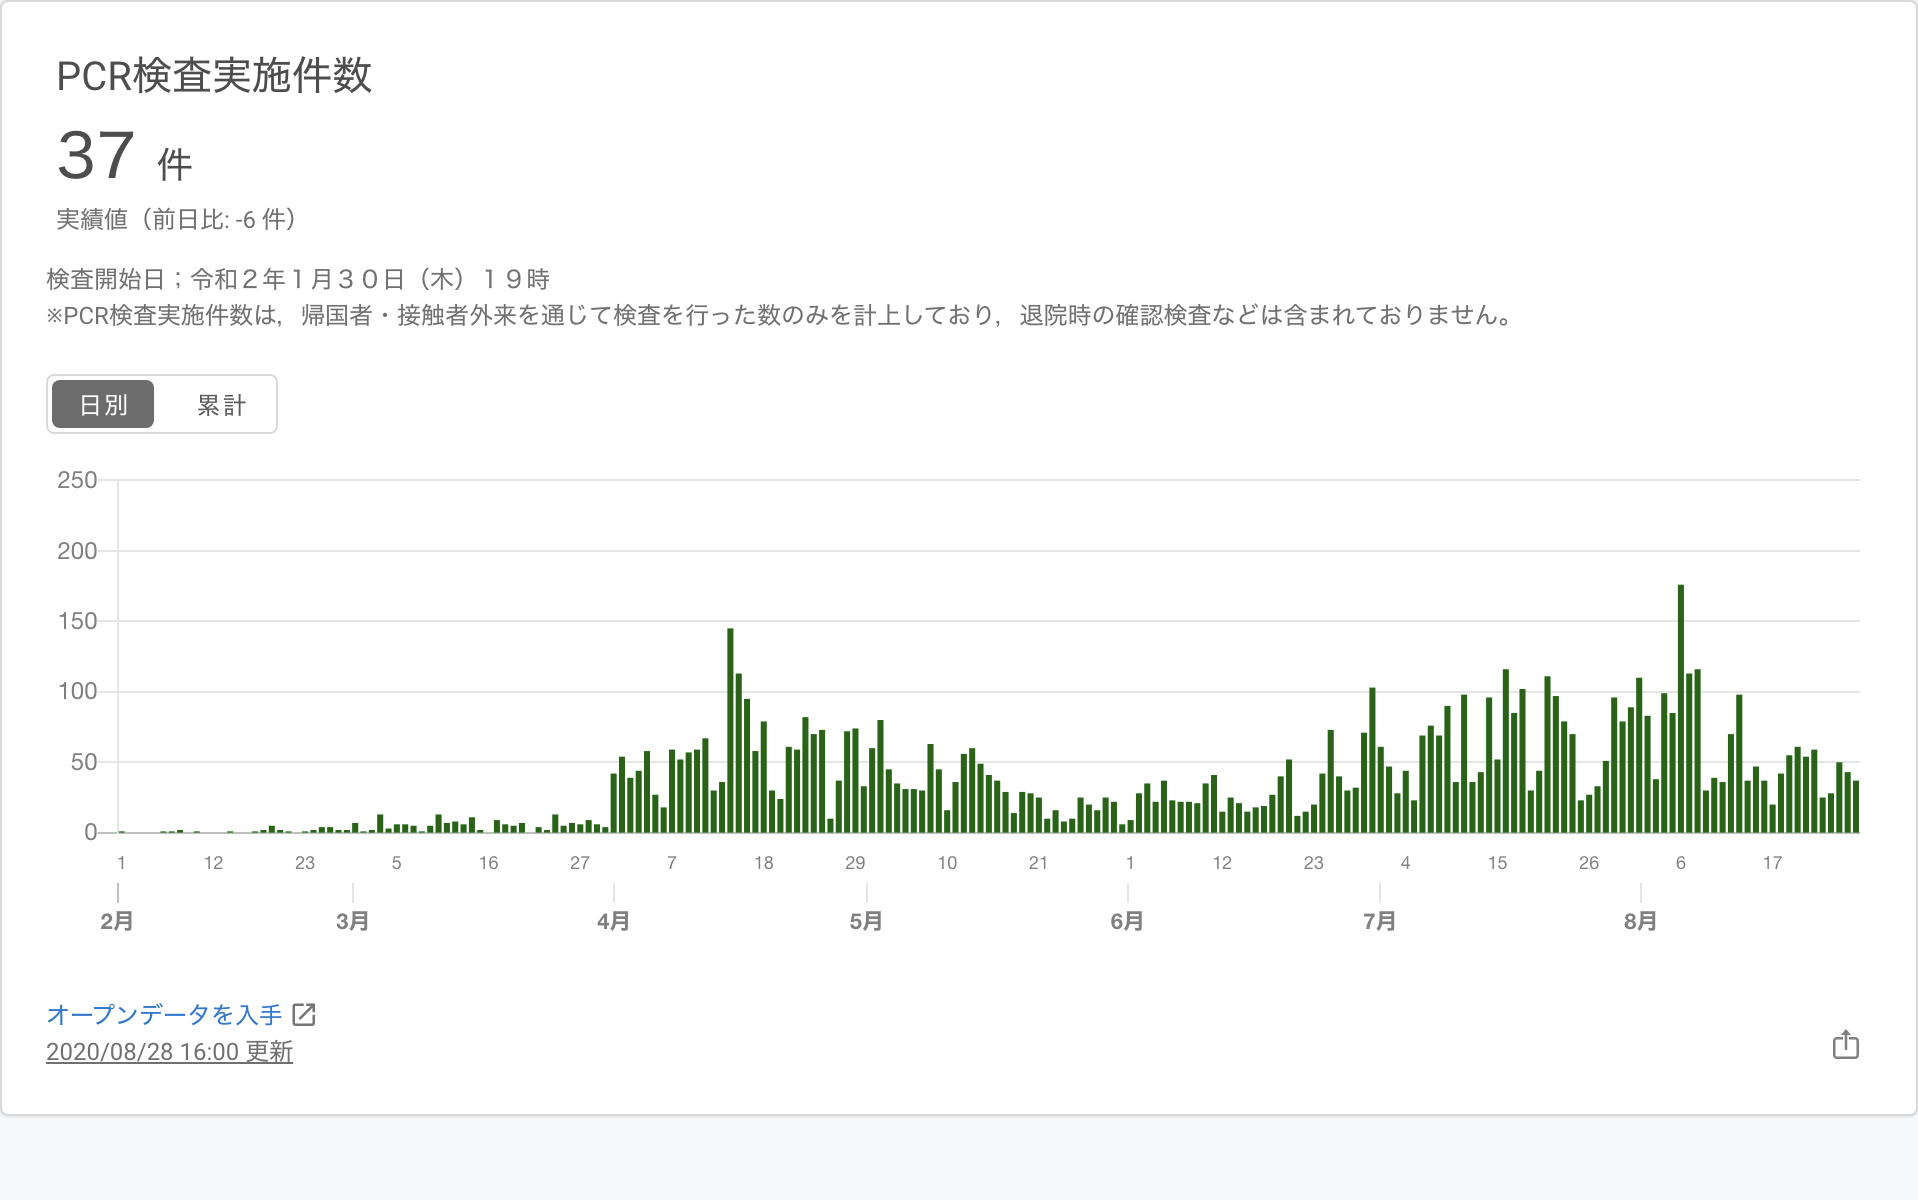 PCR検査実施件数
37 件
実績値（前日比: -6 件）
検査開始日；令和２年１月３０日（木）１９時
※PCR検査実施件数は，帰国者・接触者外来を通じて検査を行った数のみを計上しており，退院時の確認検査などは含まれておりません。
日別 累計
250
200
150
100
50
0
1 12 23 5 16 27 7 18 29 10 21 1 12 23 4 15 26 6 17
2月 3月 4月 5月 6月 7月 8月
オープンデータを入手
2020/08/28 16:00 更新